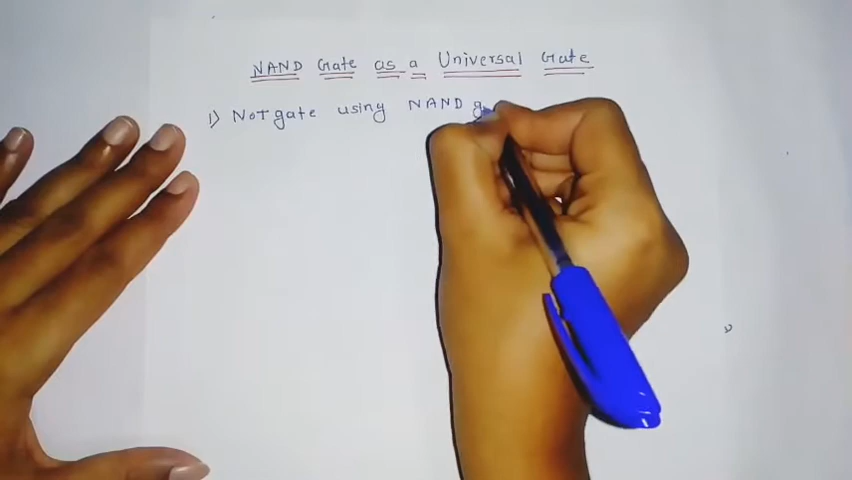 NAND Gate as a Universal Gate
1) Not gate using NAND g